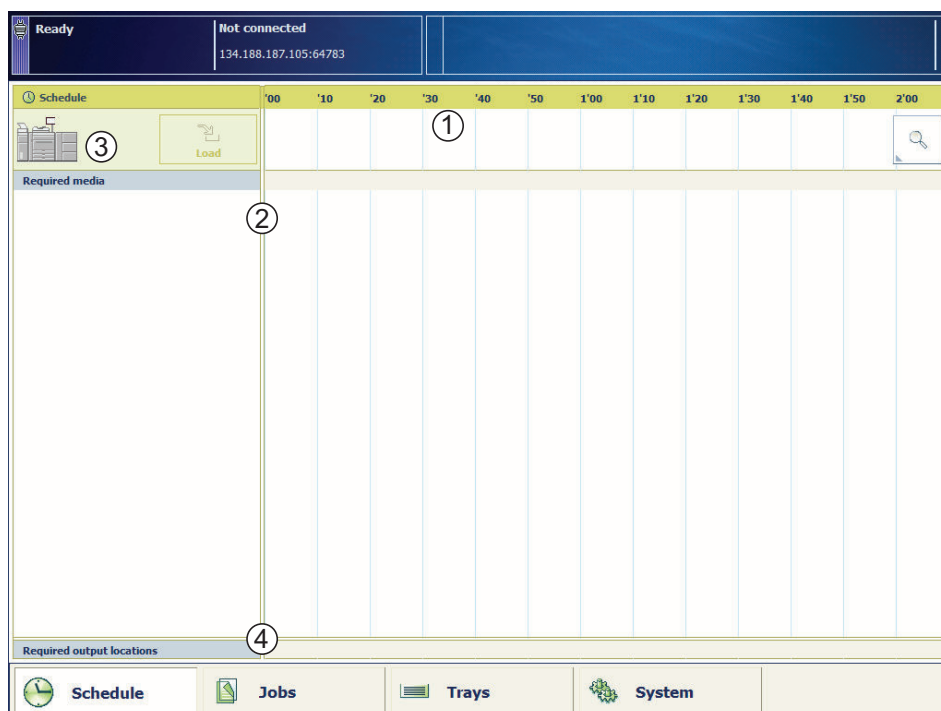 Ready
Not connected
134.188.187.105:64783
Schedule
'00 '10 '20 '30 '40 '50 1'00 1'10 1'20 1'30 1'40 1'50 2'00
1
3
Load
Required media
2
4
Required output locations
Schedule Jobs Trays System